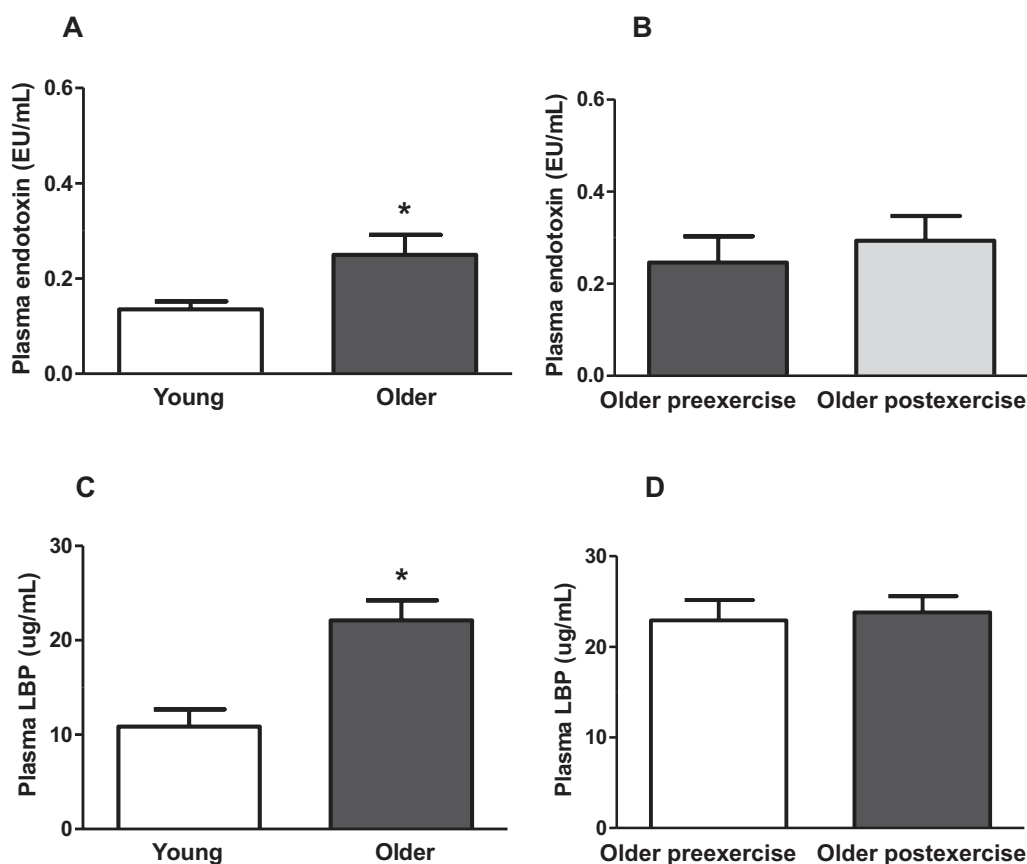 A
Plasma endotoxin (EU/mL)
0.6
0.4
0.2
0.0
*
Young Older
B
Plasma endotoxin (EU/mL)
0.6
0.4
0.2
0.0
Older preexercise Older postexercise
C
Plasma LBP (ug/mL)
30
20
10
0
*
Young Older
D
Plasma LBP (ug/mL)
30
20
10
0
Older preexercise Older postexercise